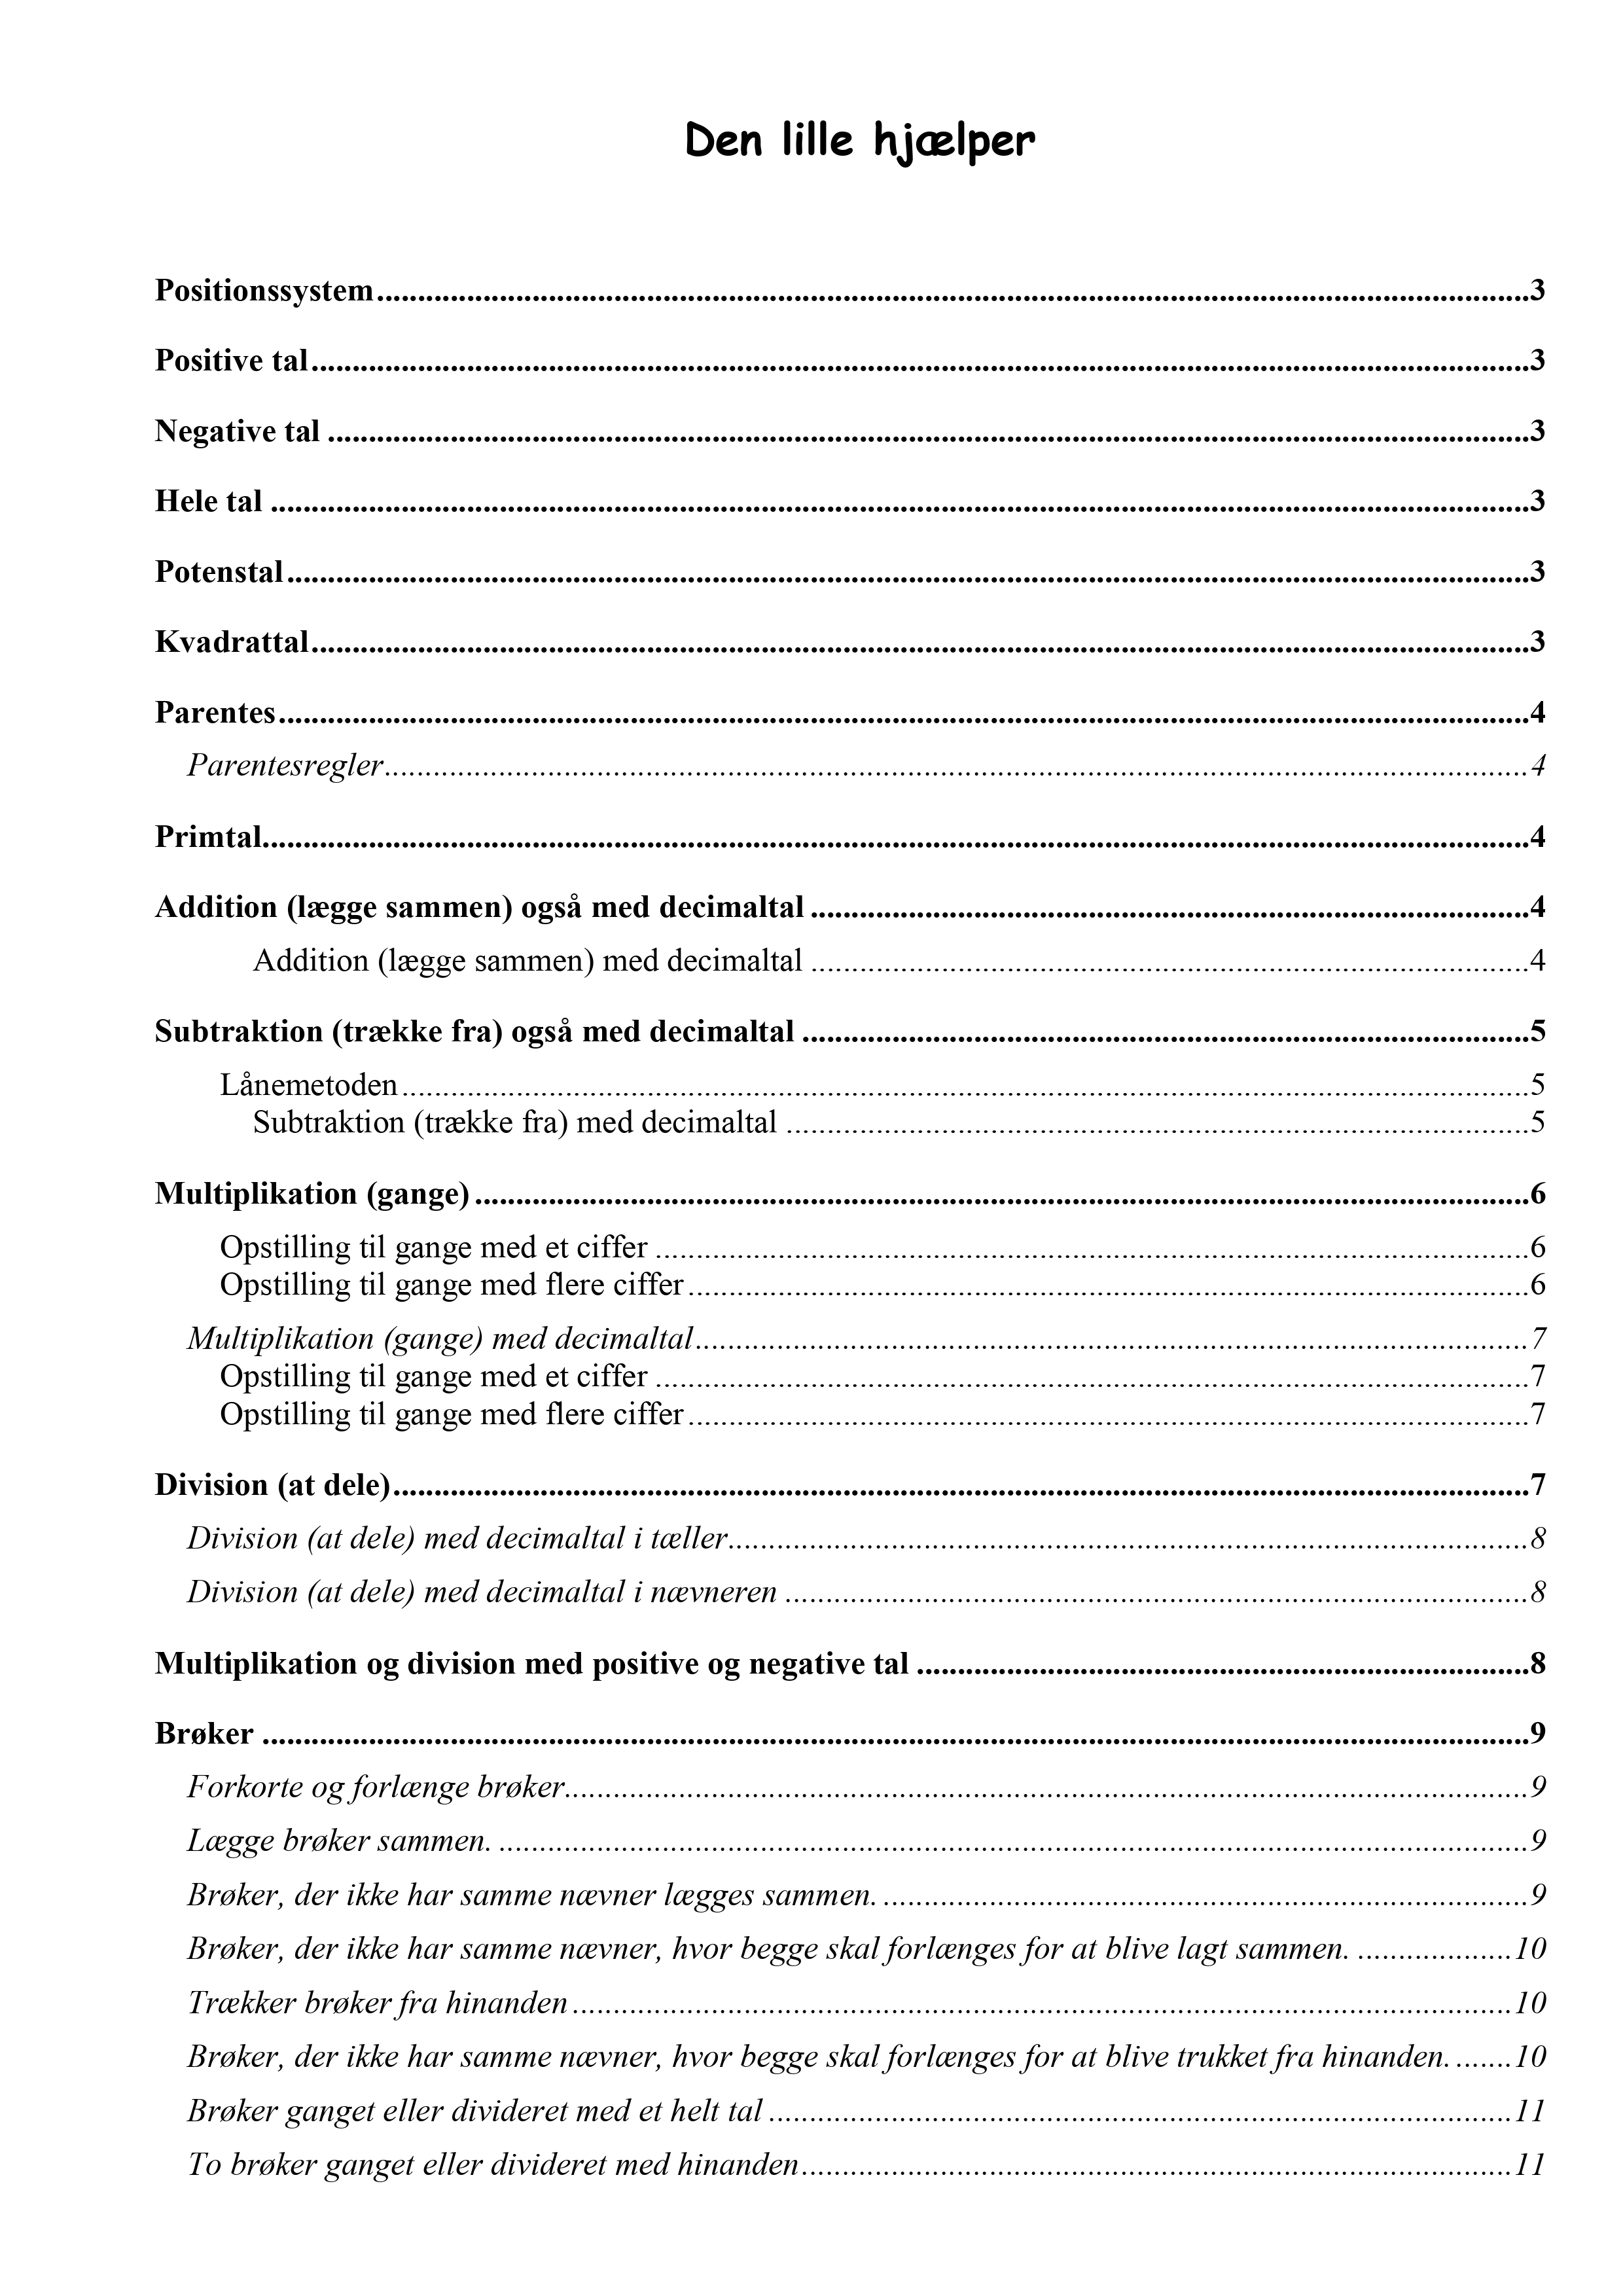 Den lille hjælper
Positionssystem 3
Positive tal 3
Negative tal 3
Hele tal 3
Potenstal 3
Kvadrattal 3
Parentes 4
Parentesregler 4
Primtal 4
Addition (lægge sammen) også med decimaltal 4
Addition (lægge sammen) med decimaltal 4
Subtraktion (trække fra) også med decimaltal 5
Lånemetoden 5
Subtraktion (trække fra) med decimaltal 5
Multiplikation (gange) 6
Opstilling til gange med et ciffer 6
Opstilling til gange med flere ciffer 6
Multiplikation (gange) med decimaltal 7
Opstilling til gange med et ciffer 7
Opstilling til gange med flere ciffer 7
Division (at dele) 7
Division (at dele) med decimaltal i tæller 8
Division (at dele) med decimaltal i nævneren 8
Multiplikation og division med positive og negative tal 8
Brøker 9
Forkorte og forlænge brøker 9
Lægge brøker sammen. 9
Brøker, der ikke har samme nævner lægges sammen. 9
Brøker, der ikke har samme nævner, hvor begge skal forlænges for at blive lagt sammen. 10
Trækker brøker fra hinanden 10
Brøker, der ikke har samme nævner, hvor begge skal forlænges for at blive trukket fra hinanden. 10
Brøker ganget eller divideret med et helt tal 11
To brøker ganget eller divideret med hinanden 11